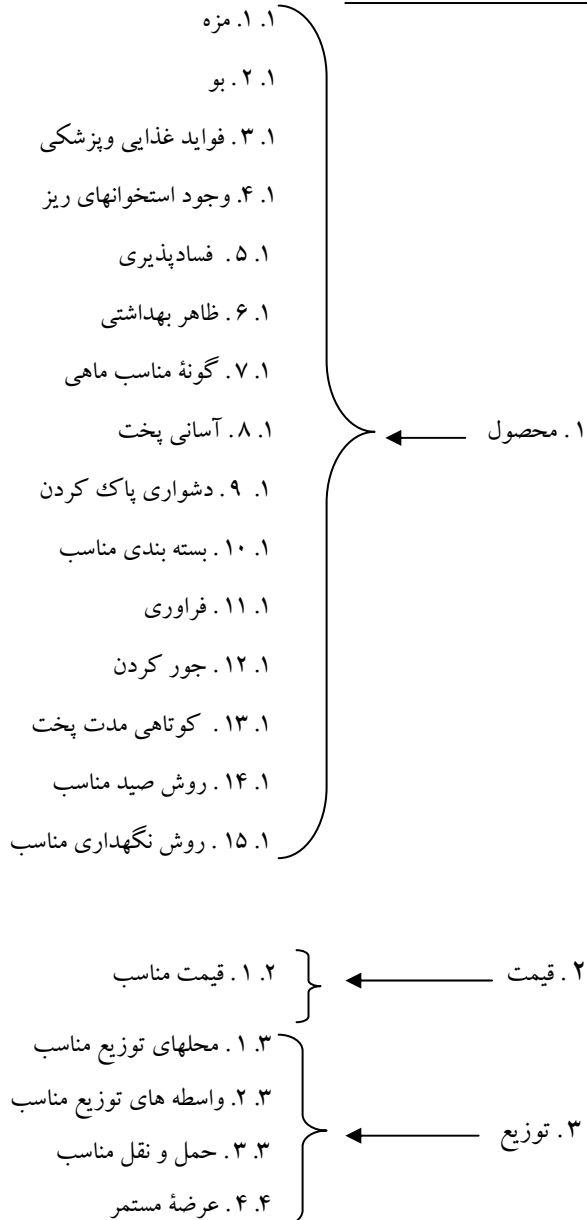 ۱. ۱. مزه
۱. ۲. بو
۱. ۳. فواید غذایی وپزشکی
۱. ۴. وجود استخوانهای ریز
۱. ۵. فسادپذیری
۱. ۶. ظاهر بهداشتی
۱. ۷. گونۀ مناسب ماهی
۱. محصول
۱. ۸. آسانی پخت
۱. ۹. دشواری پاک کردن
۱. ۱۰. بسته بندی مناسب
۱. ۱۱. فراوری
۱. ۱۲. جور کردن
۱. ۱۳. کوتاهی مدت پخت
۱. ۱۴. روش صید مناسب
۱. ۱۵. روش نگهداری مناسب
۲. قیمت
۲. ۱. قیمت مناسب
۳. ۱. محلهای توزیع مناسب
۳. ۲. واسطه های توزیع مناسب
۳. توزیع
۳. ۳. حمل و نقل مناسب
۴. ۴. عرضۀ مستمر